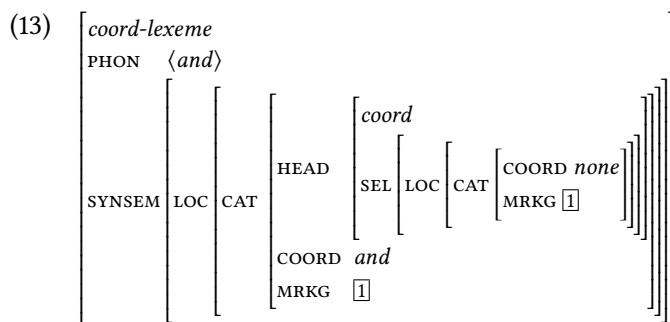 (13)
coord-lexeme
PHON ⟨and⟩
coord
HEAD
COORD none
SYNSEM LOC CAT SEL LOC CAT
MRKG 1
COORD and
MRKG 1